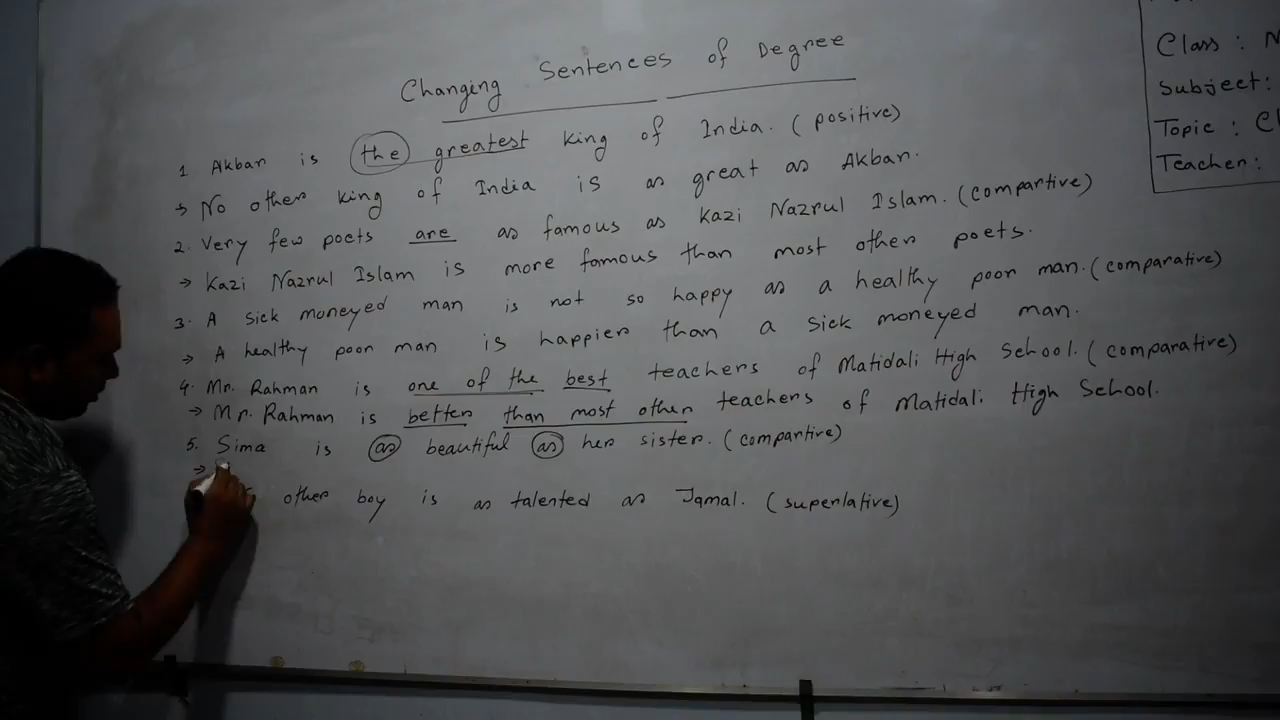 Changing Sentences of Degree
1. Akbar is the greatest king of India. (positive)
→ No other king of India is as great as Akbar.
2. Very few poets are as famous as Kazi Nazrul Islam. (compartive)
→ Kazi Nazrul Islam is more famous than most other poets.
3. A sick moneyed man is not so happy as a healthy poor man. (comparative)
→ A healthy poor man is happier than a sick moneyed man.
4. Mr. Rahman is one of the best teachers of Matidali High School. (comparative)
→ Mr. Rahman is better than most other teachers of Matidali High School.
5. Sima is as beautiful as her sister. (compartive)
→
other boy is as talented as Jamal. (superlative)
Class :
Subject:
Topic :
Teacher: